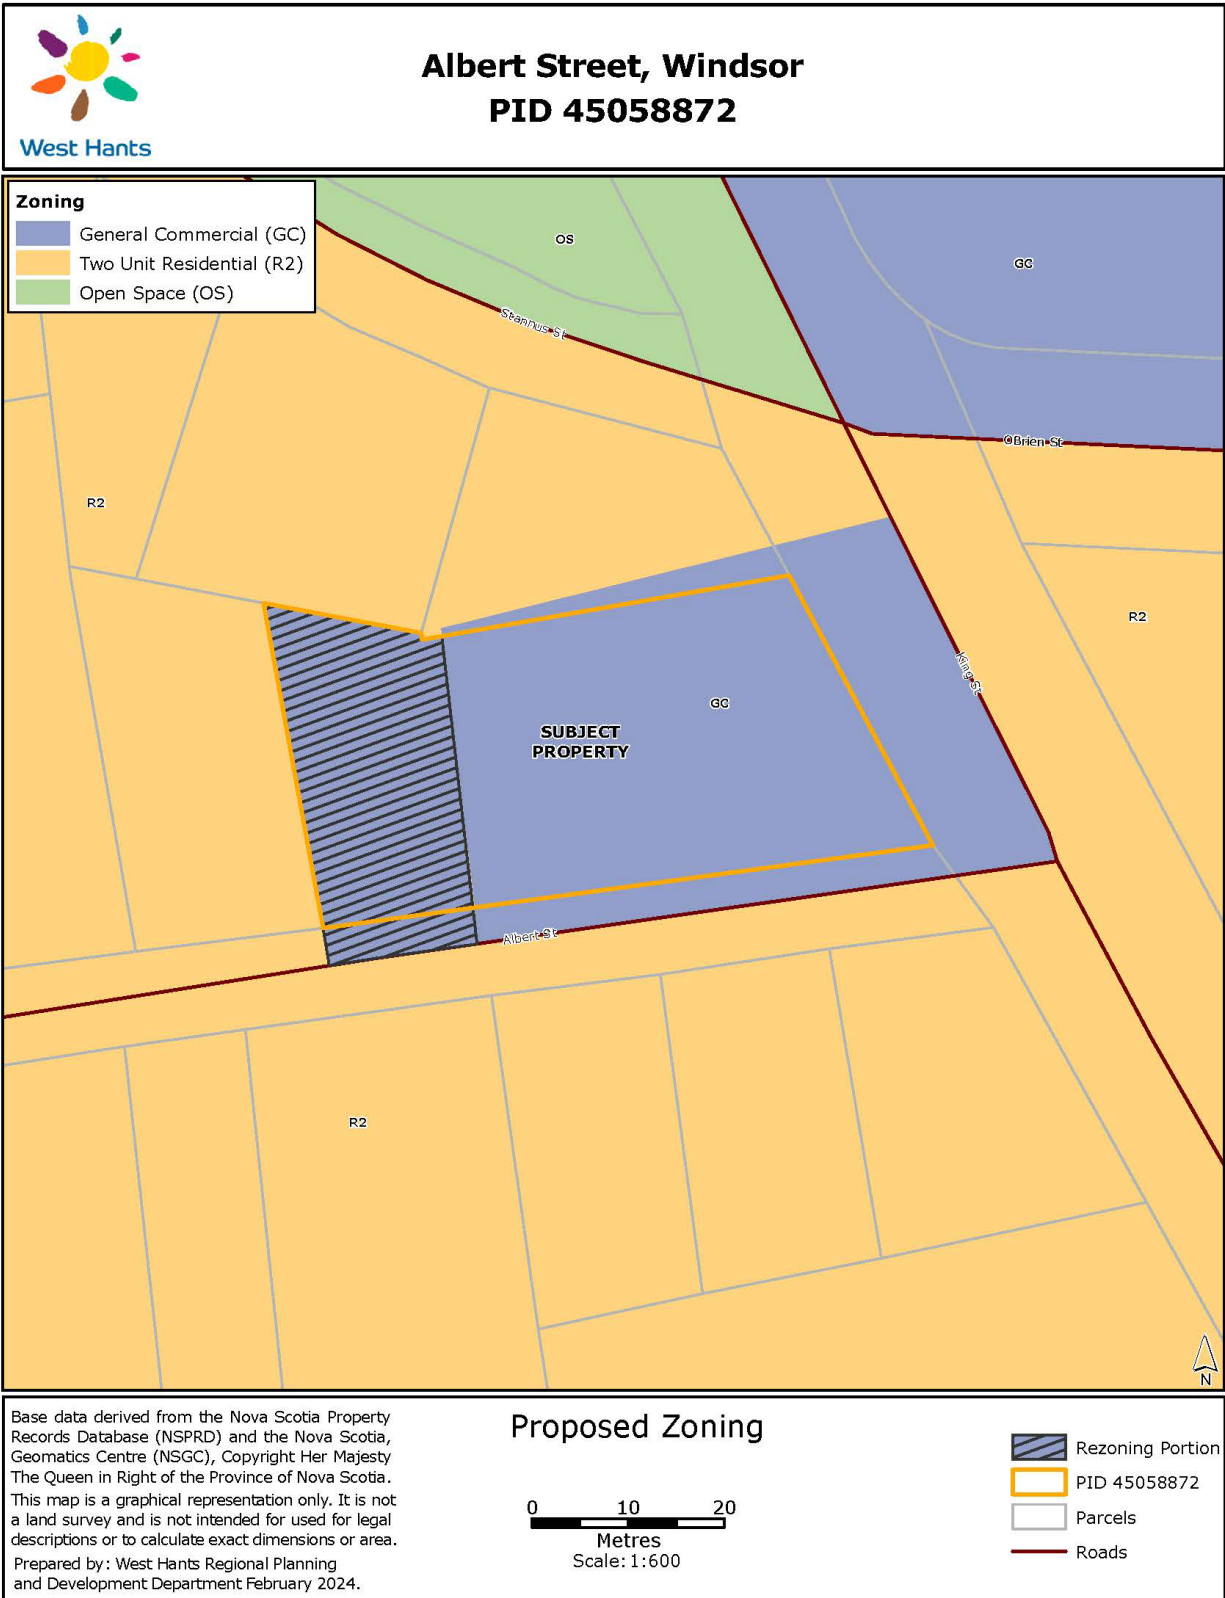 West Hants
Albert Street, Windsor
PID 45058872
Zoning
General Commercial (GC)
Two Unit Residential (R2)
Open Space (OS)
OS
GC
Stannus St
OBrien St
R2
R2
King St
GC
SUBJECT
PROPERTY
Albert St
R2
N
Base data derived from the Nova Scotia Property
Records Database (NSPRD) and the Nova Scotia,
Geomatics Centre (NSGC), Copyright Her Majesty
The Queen in Right of the Province of Nova Scotia.
This map is a graphical representation only. It is not
a land survey and is not intended for used for legal
descriptions or to calculate exact dimensions or area.
Prepared by: West Hants Regional Planning
and Development Department February 2024.
Proposed Zoning
0 10 20
Metres
Scale: 1:600
Rezoning Portion
PID 45058872
Parcels
Roads